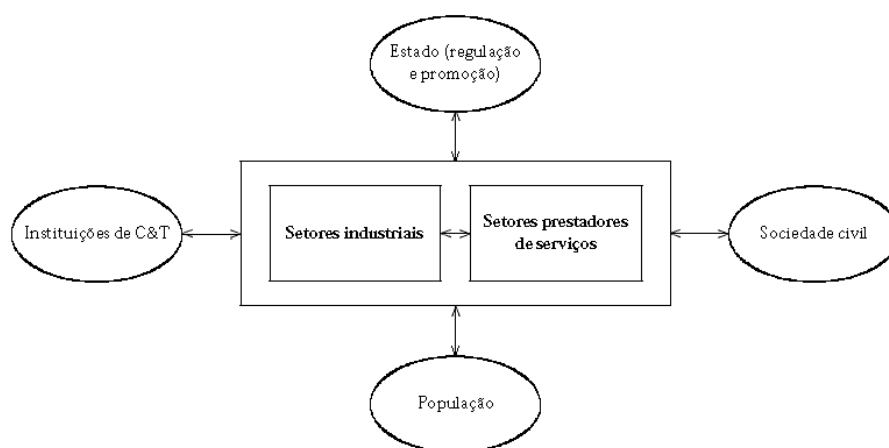 Estado (regulação
e promoção)
Instituições de C&T
Setores industriais
Setores prestadores
de serviços
Sociedade civil
População